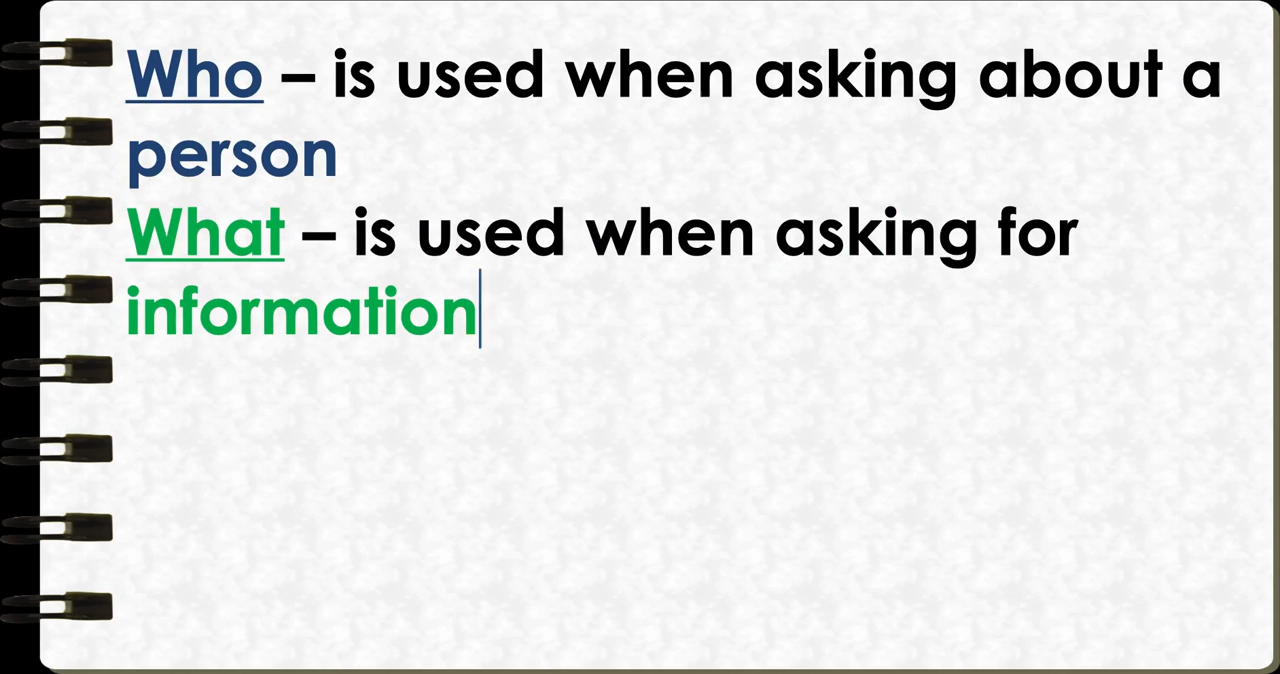 Who – is used when asking about a
person
What – is used when asking for
information